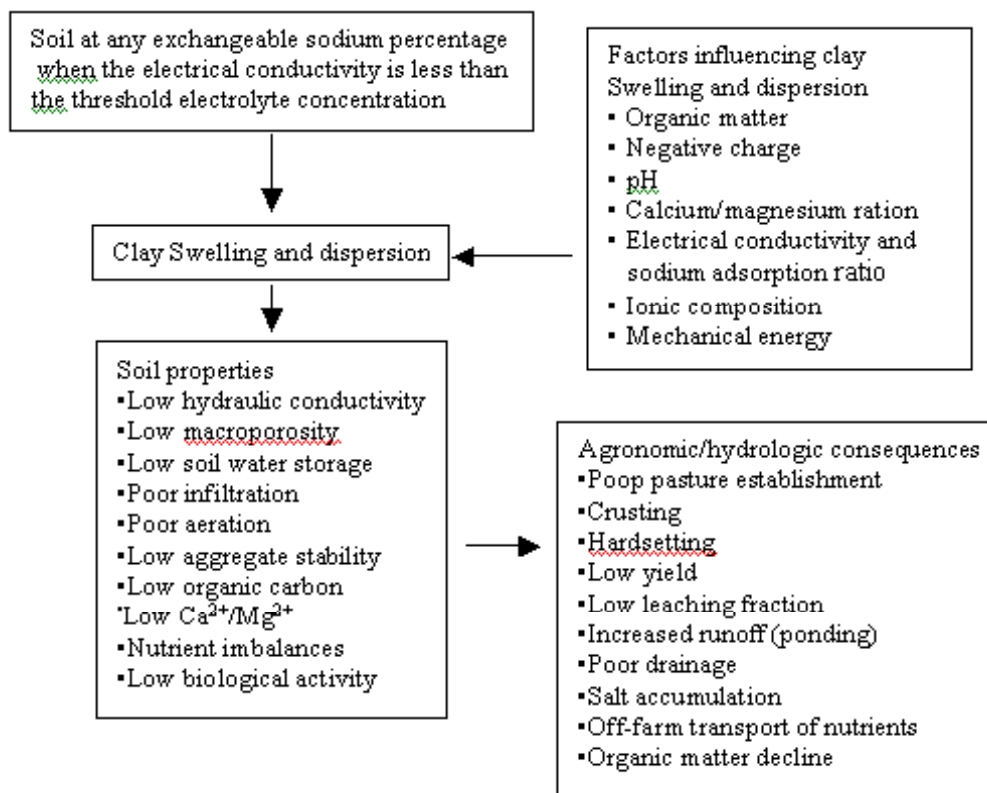 Soil at any exchangeable sodium percentage
when the electrical conductivity is less than
the threshold electrolyte concentration
Factors influencing clay
Swelling and dispersion
▪ Organic matter
▪ Negative charge
▪ pH
▪ Calcium/magnesium ration
▪ Electrical conductivity and
sodium adsorption ratio
▪ Ionic composition
▪ Mechanical energy
Clay Swelling and dispersion
Soil properties
▪Low hydraulic conductivity
▪Low macroporosity
▪Low soil water storage
▪Poor infiltration
▪Poor aeration
▪Low aggregate stability
▪Low organic carbon
▪Low Ca²⁺/Mg²⁺
▪Nutrient imbalances
▪Low biological activity
Agronomic/hydrologic consequences
▪Poop pasture establishment
▪Crusting
▪Hardsetting
▪Low yield
▪Low leaching fraction
▪Increased runoff (ponding)
▪Poor drainage
▪Salt accumulation
▪Off-farm transport of nutrients
▪Organic matter decline